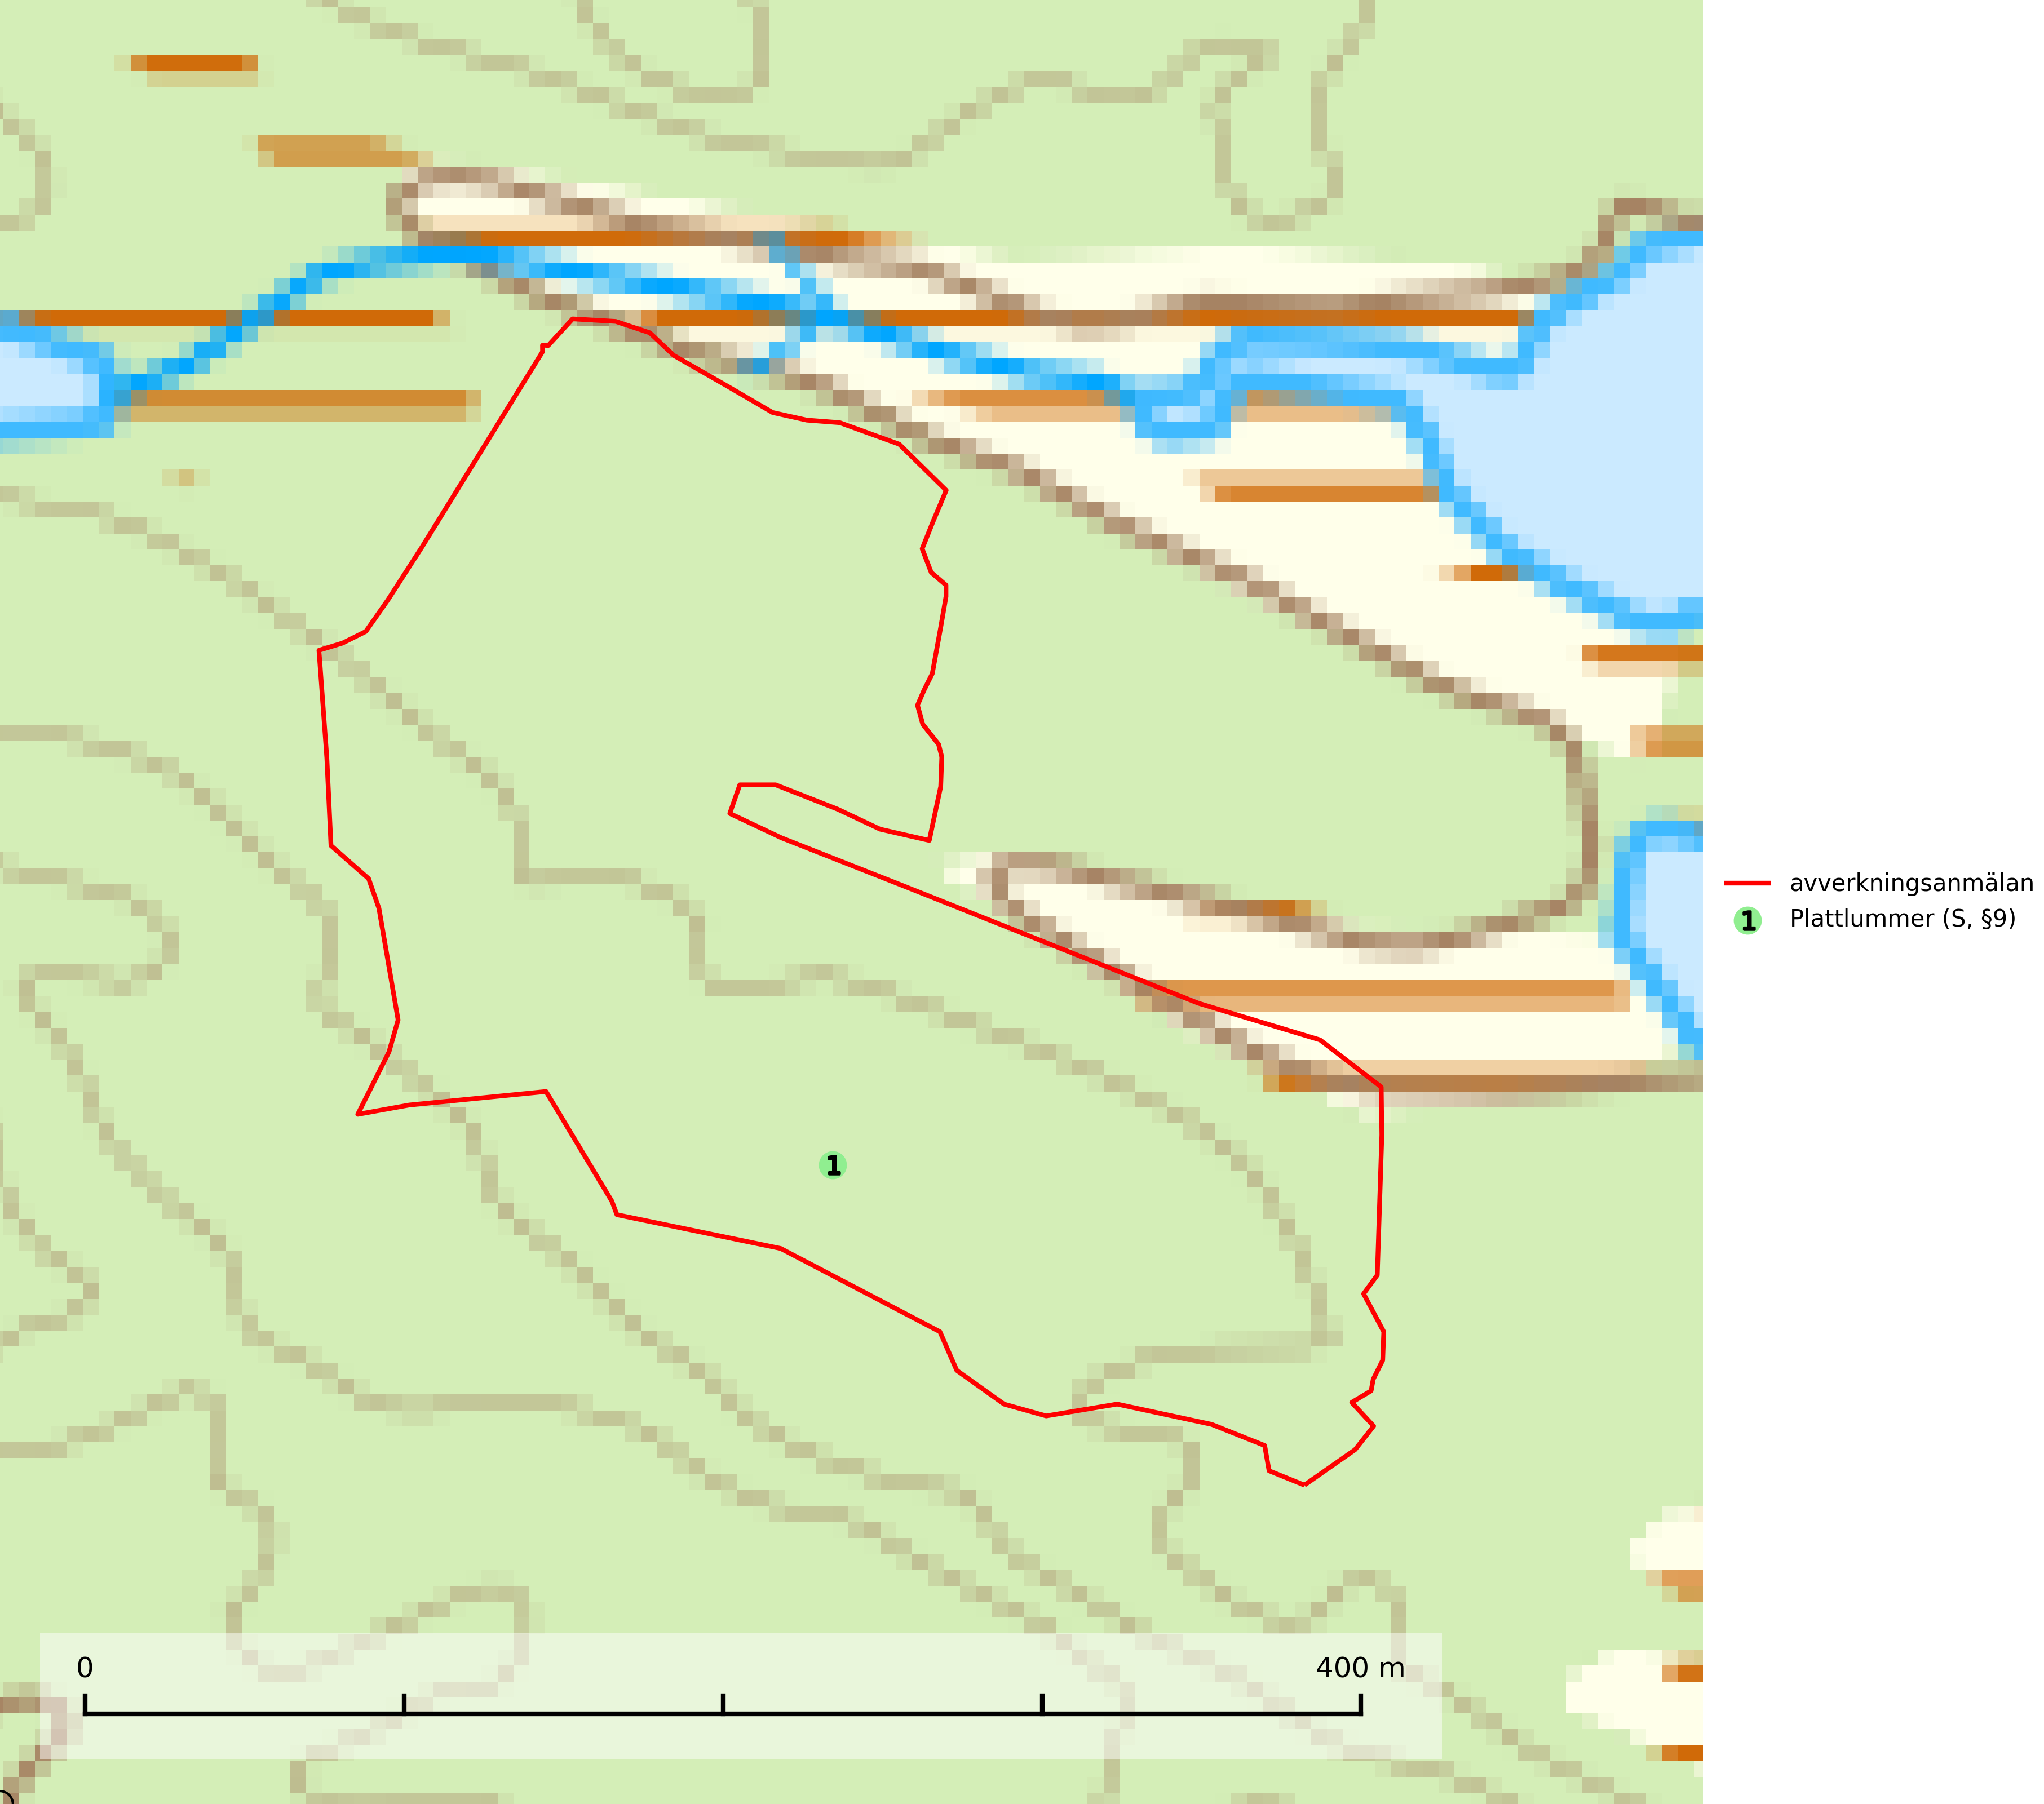 avverkningsanmälan
1 Plattlummer (S, §9)
1
0 400 m